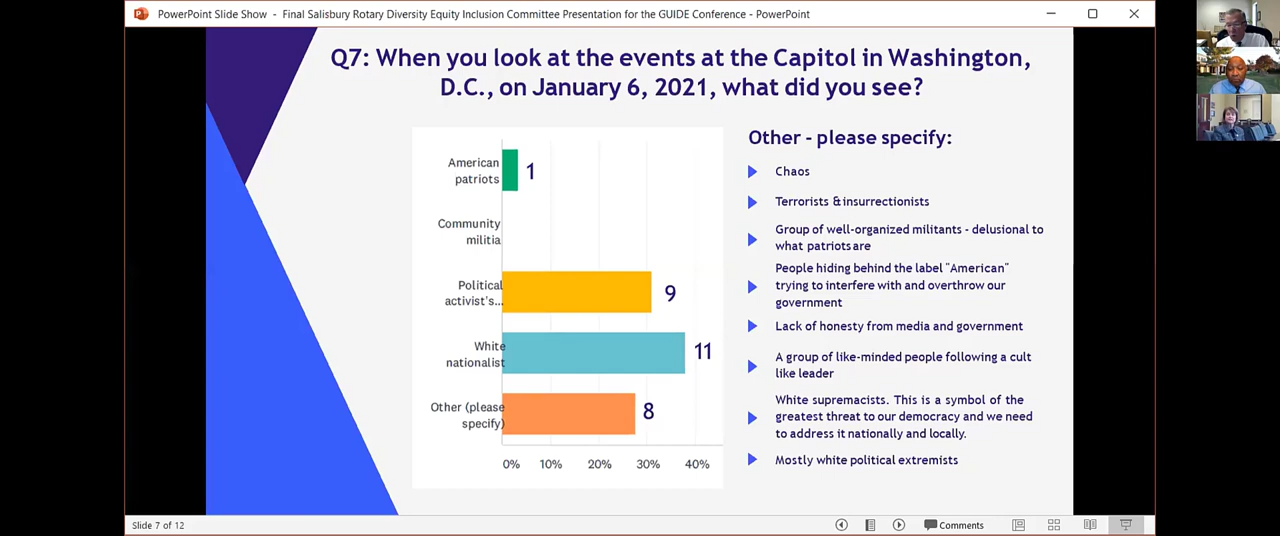 PowerPoint Slide Show - Final Salisbury Rotary Diversity Equity Inclusion Committee Presentation for the GUIDE Conference - PowerPoint
Q7: When you look at the events at the Capitol in Washington,
D.C., on January 6, 2021, what did you see?
American
patriots
1
Community
militia
Political
activist's...
9
White
nationalist
11
Other (please
specify)
8
0% 10% 20% 30% 40%
Other - please specify:
Chaos
Terrorists & insurrectionists
Group of well-organized militants - delusional to
what patriots are
People hiding behind the label "American"
trying to interfere with and overthrow our
government
Lack of honesty from media and government
A group of like-minded people following a cult
like leader
White supremacists. This is a symbol of the
greatest threat to our democracy and we need
to address it nationally and locally.
Mostly white political extremists
Slide 7 of 12
Comments